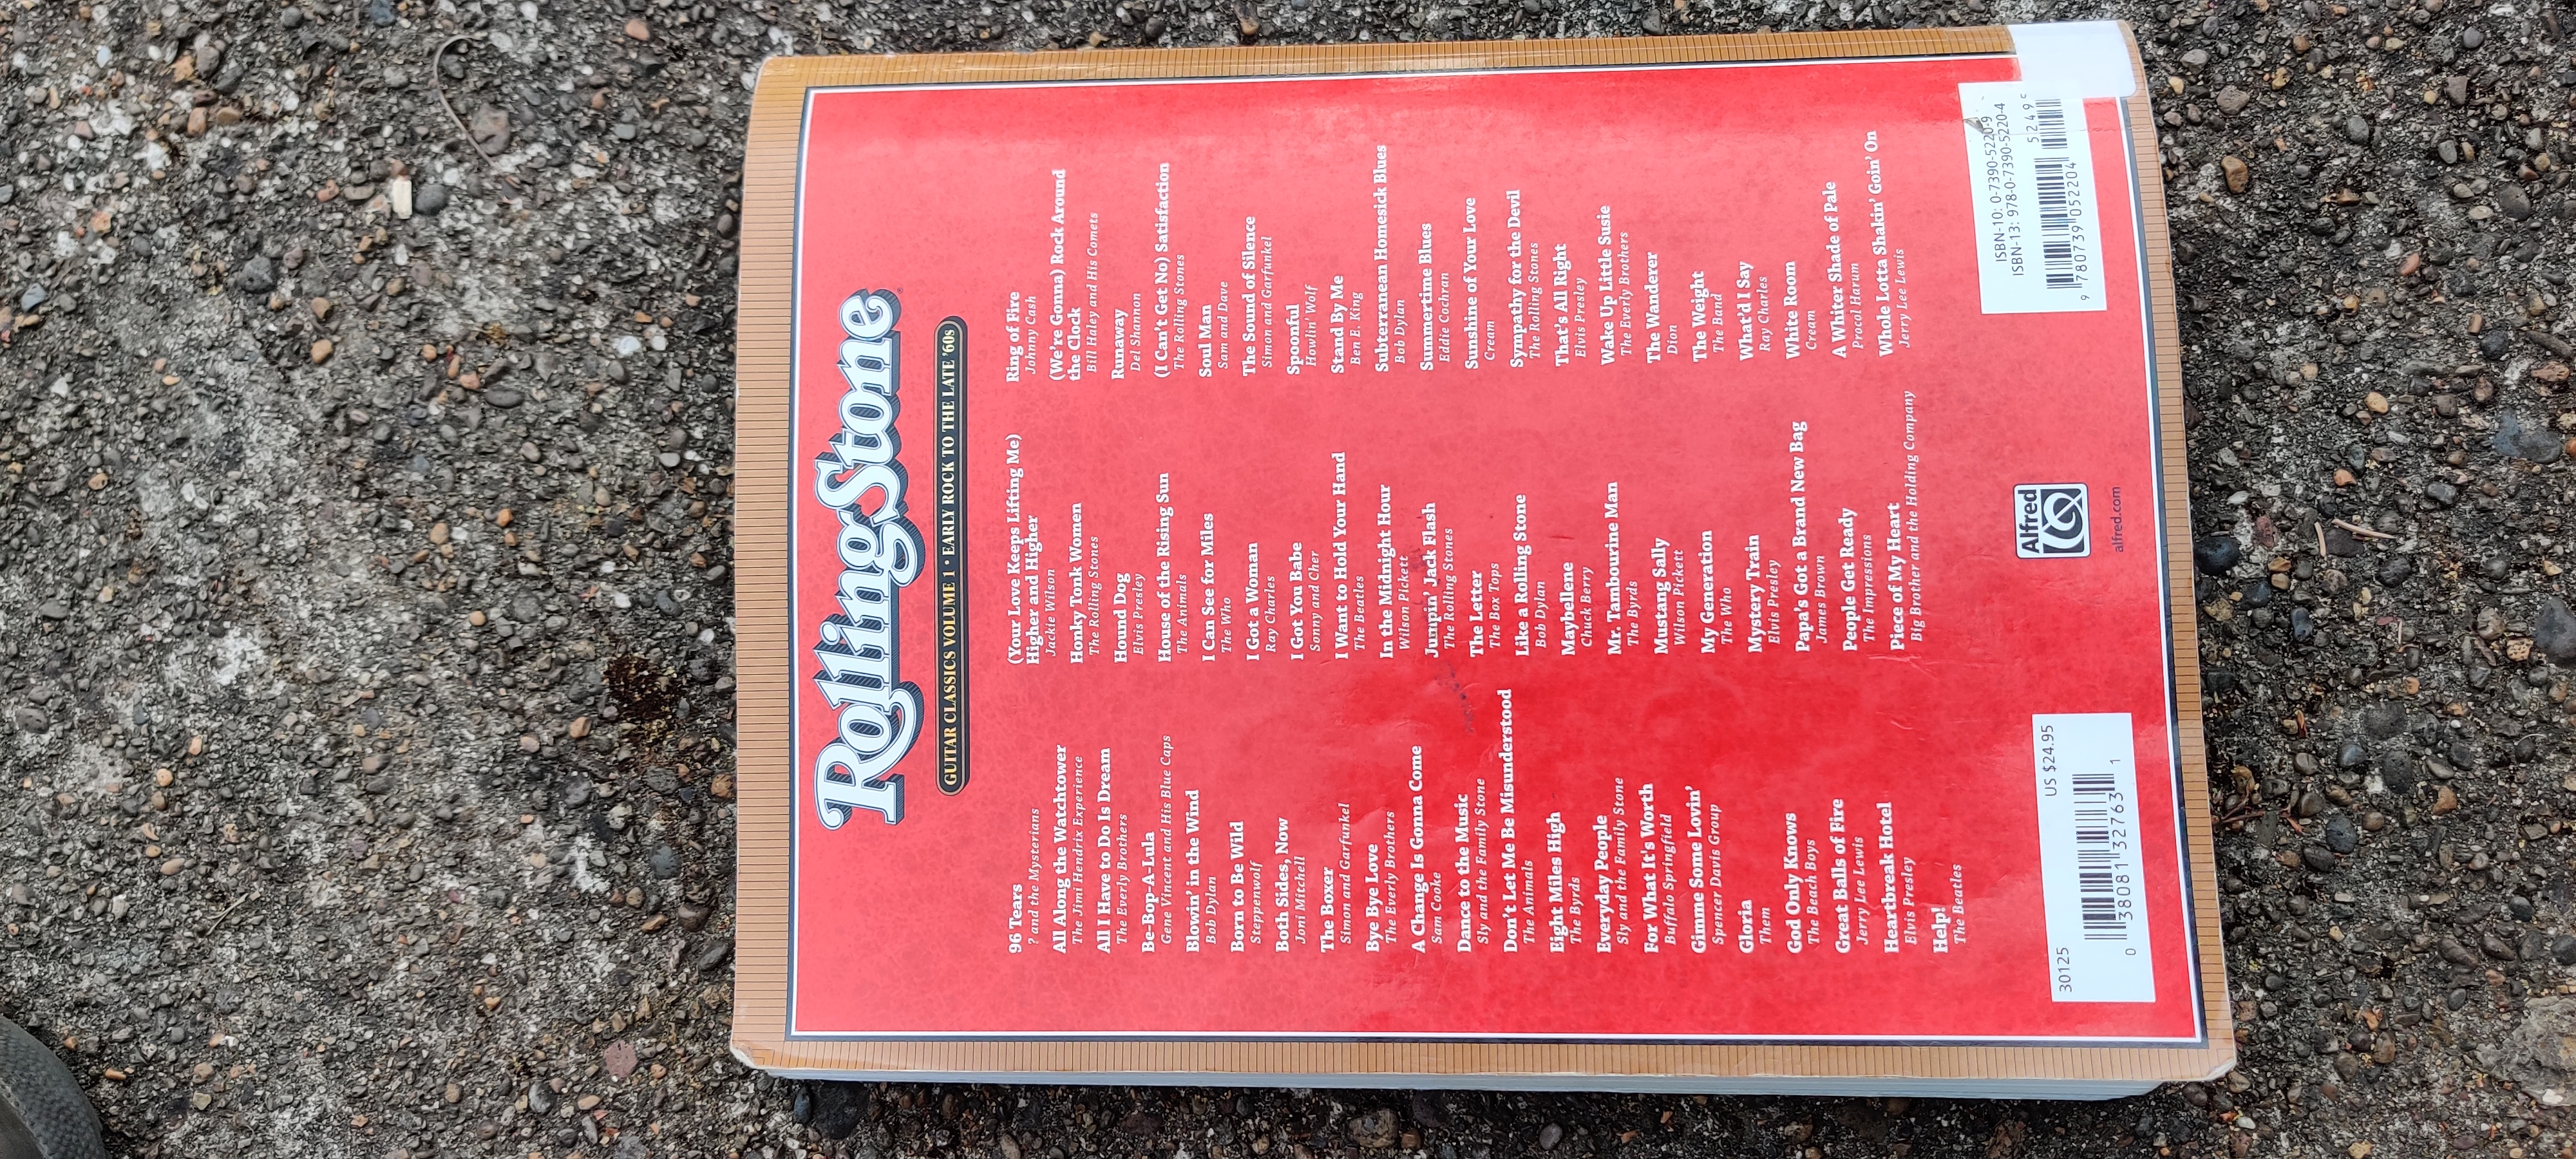 RollingStone
GUITAR CLASSICS VOLUME 1 • EARLY ROCK TO THE LATE '60s
96 Tears
? and the Mysterians
All Along the Watchtower
The Jimi Hendrix Experience
All I Have to Do Is Dream
The Everly Brothers
Be-Bop-A-Lula
Gene Vincent and His Blue Caps
Blowin' in the Wind
Bob Dylan
Born to Be Wild
Steppenwolf
Both Sides, Now
Joni Mitchell
The Boxer
Simon and Garfunkel
Bye Bye Love
The Everly Brothers
A Change Is Gonna Come
Sam Cooke
Dance to the Music
Sly and the Family Stone
Don't Let Me Be Misunderstood
The Animals
Eight Miles High
The Byrds
Everyday People
Sly and the Family Stone
For What It's Worth
Buffalo Springfield
Gimme Some Lovin'
Spencer Davis Group
Gloria
Them
God Only Knows
The Beach Boys
Great Balls of Fire
Jerry Lee Lewis
Heartbreak Hotel
Elvis Presley
Help!
The Beatles
(Your Love Keeps Lifting Me)
Higher and Higher
Jackie Wilson
Honky Tonk Women
The Rolling Stones
Hound Dog
Elvis Presley
House of the Rising Sun
The Animals
I Can See for Miles
The Who
I Got a Woman
Ray Charles
I Got You Babe
Sonny and Cher
I Want to Hold Your Hand
The Beatles
In the Midnight Hour
Wilson Pickett
Jumpin' Jack Flash
The Rolling Stones
The Letter
The Box Tops
Like a Rolling Stone
Bob Dylan
Maybellene
Chuck Berry
Mr. Tambourine Man
The Byrds
Mustang Sally
Wilson Pickett
My Generation
The Who
Mystery Train
Elvis Presley
Papa's Got a Brand New Bag
James Brown
People Get Ready
The Impressions
Piece of My Heart
Big Brother and the Holding Company
Ring of Fire
Johnny Cash
(We're Gonna) Rock Around
the Clock
Bill Haley and His Comets
Runaway
Del Shannon
(I Can't Get No) Satisfaction
The Rolling Stones
Soul Man
Sam and Dave
The Sound of Silence
Simon and Garfunkel
Spoonful
Howlin' Wolf
Stand By Me
Ben E. King
Subterranean Homesick Blues
Bob Dylan
Summertime Blues
Eddie Cochran
Sunshine of Your Love
Cream
Sympathy for the Devil
The Rolling Stones
That's All Right
Elvis Presley
Wake Up Little Susie
The Everly Brothers
The Wanderer
Dion
The Weight
The Band
What'd I Say
Ray Charles
White Room
Cream
A Whiter Shade of Pale
Procol Harum
Whole Lotta Shakin' Goin' On
Jerry Lee Lewis
30125 US $24.95
0 38081 32763 1
Alfred
alfred.com
ISBN-10: 0-7390-5220-9
ISBN-13: 978-0-7390-5220-4
9 780739 052204